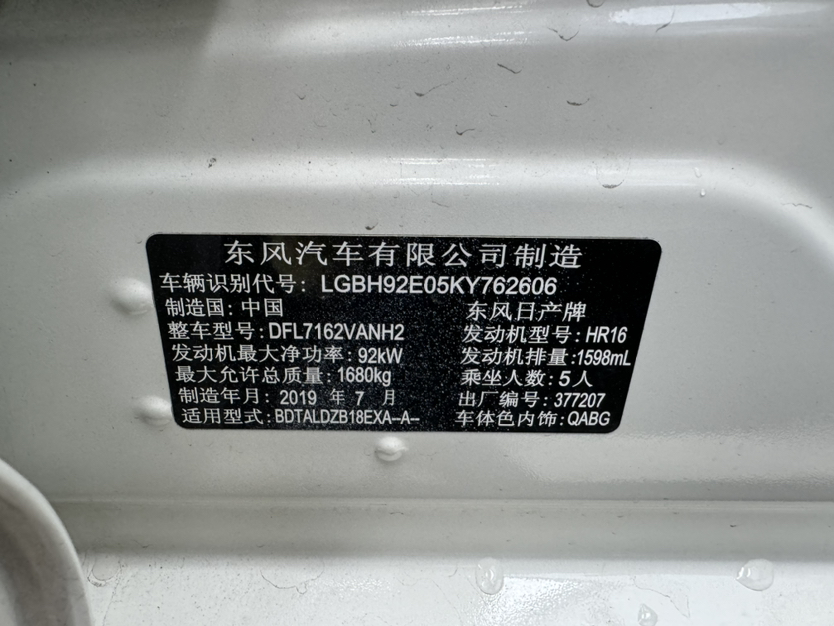 东风汽车有限公司制造
车辆识别代号: LGBH92E05KY762606
制造国: 中国 东风日产牌
整车型号: DFL7162VANH2 发动机型号: HR16
发动机最大净功率: 92kW 发动机排量:1598mL
最大允许总质量: 1680kg 乘坐人数: 5人
制造年月: 2019 年 7 月 出厂编号: 377207
适用型式: BDTALDZB18EXA--A-- 车体色内饰: QABG